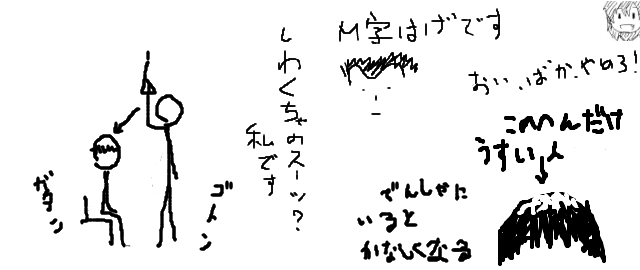 M字はげです
おい、ばか、やめろ!
しわくちゃのスーツ?
私です
このへんだけ
うすい人
ガタン
ゴトン
でんしゃに
いると
かなしくなる